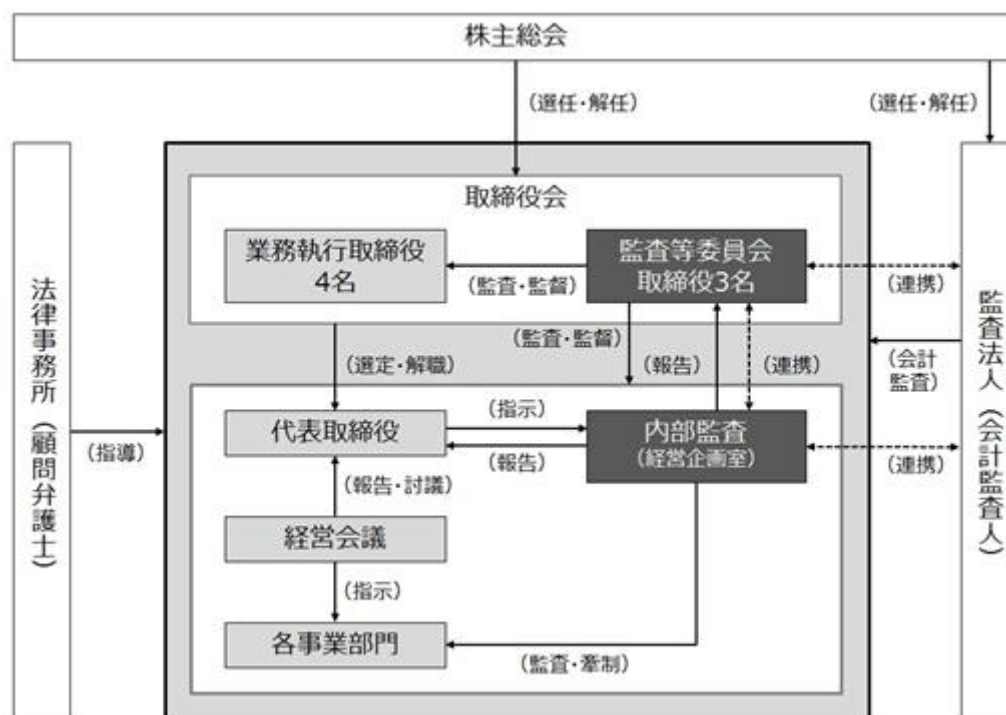 株主総会
(選任・解任)
(選任・解任)
取締役会
業務執行取締役
4名
(監査・監督)
監査等委員会
取締役3名
(連携)
(選定・解職)
(監査・監督)
(報告)
(連携)
(会計
監査)
法律事務所(顧問弁護士)
(指導)
監査法人(会計監査人)
代表取締役
(指示)
(報告)
内部監査
(経営企画室)
(連携)
(報告・討議)
経営会議
(指示)
各事業部門
(監査・牽制)